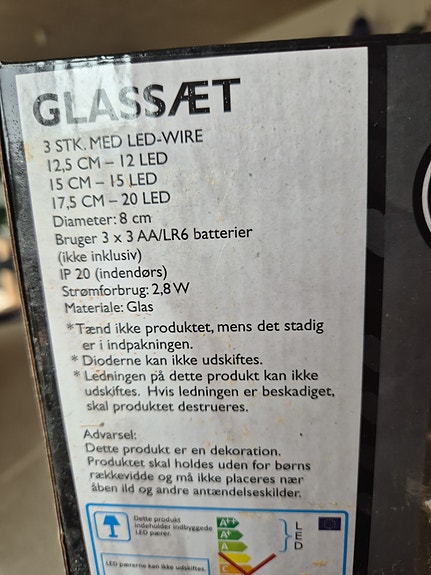 GLASSÆT
3 STK. MED LED-WIRE
12,5 CM – 12 LED
15 CM – 15 LED
17,5 CM – 20 LED
Diameter: 8 cm
Bruger 3 x 3 AA/LR6 batterier
(ikke inklusiv)
IP 20 (indendørs)
Strømforbrug: 2,8 W
Materiale: Glas
* Tænd ikke produktet, mens det stadig
er i indpakningen.
* Dioderne kan ikke udskiftes.
* Ledningen på dette produkt kan ikke
udskiftes. Hvis ledningen er beskadiget,
skal produktet destrueres.
Advarsel:
Dette produkt er en dekoration.
Produktet skal holdes uden for børns
rækkevidde og må ikke placeres nær
åben ild og andre antændelseskilder.
Dette produkt
indeholder indbyggede
LED pærer.
A++
A+
A
B
LED
LED pærerne kan ikke udskiftes.